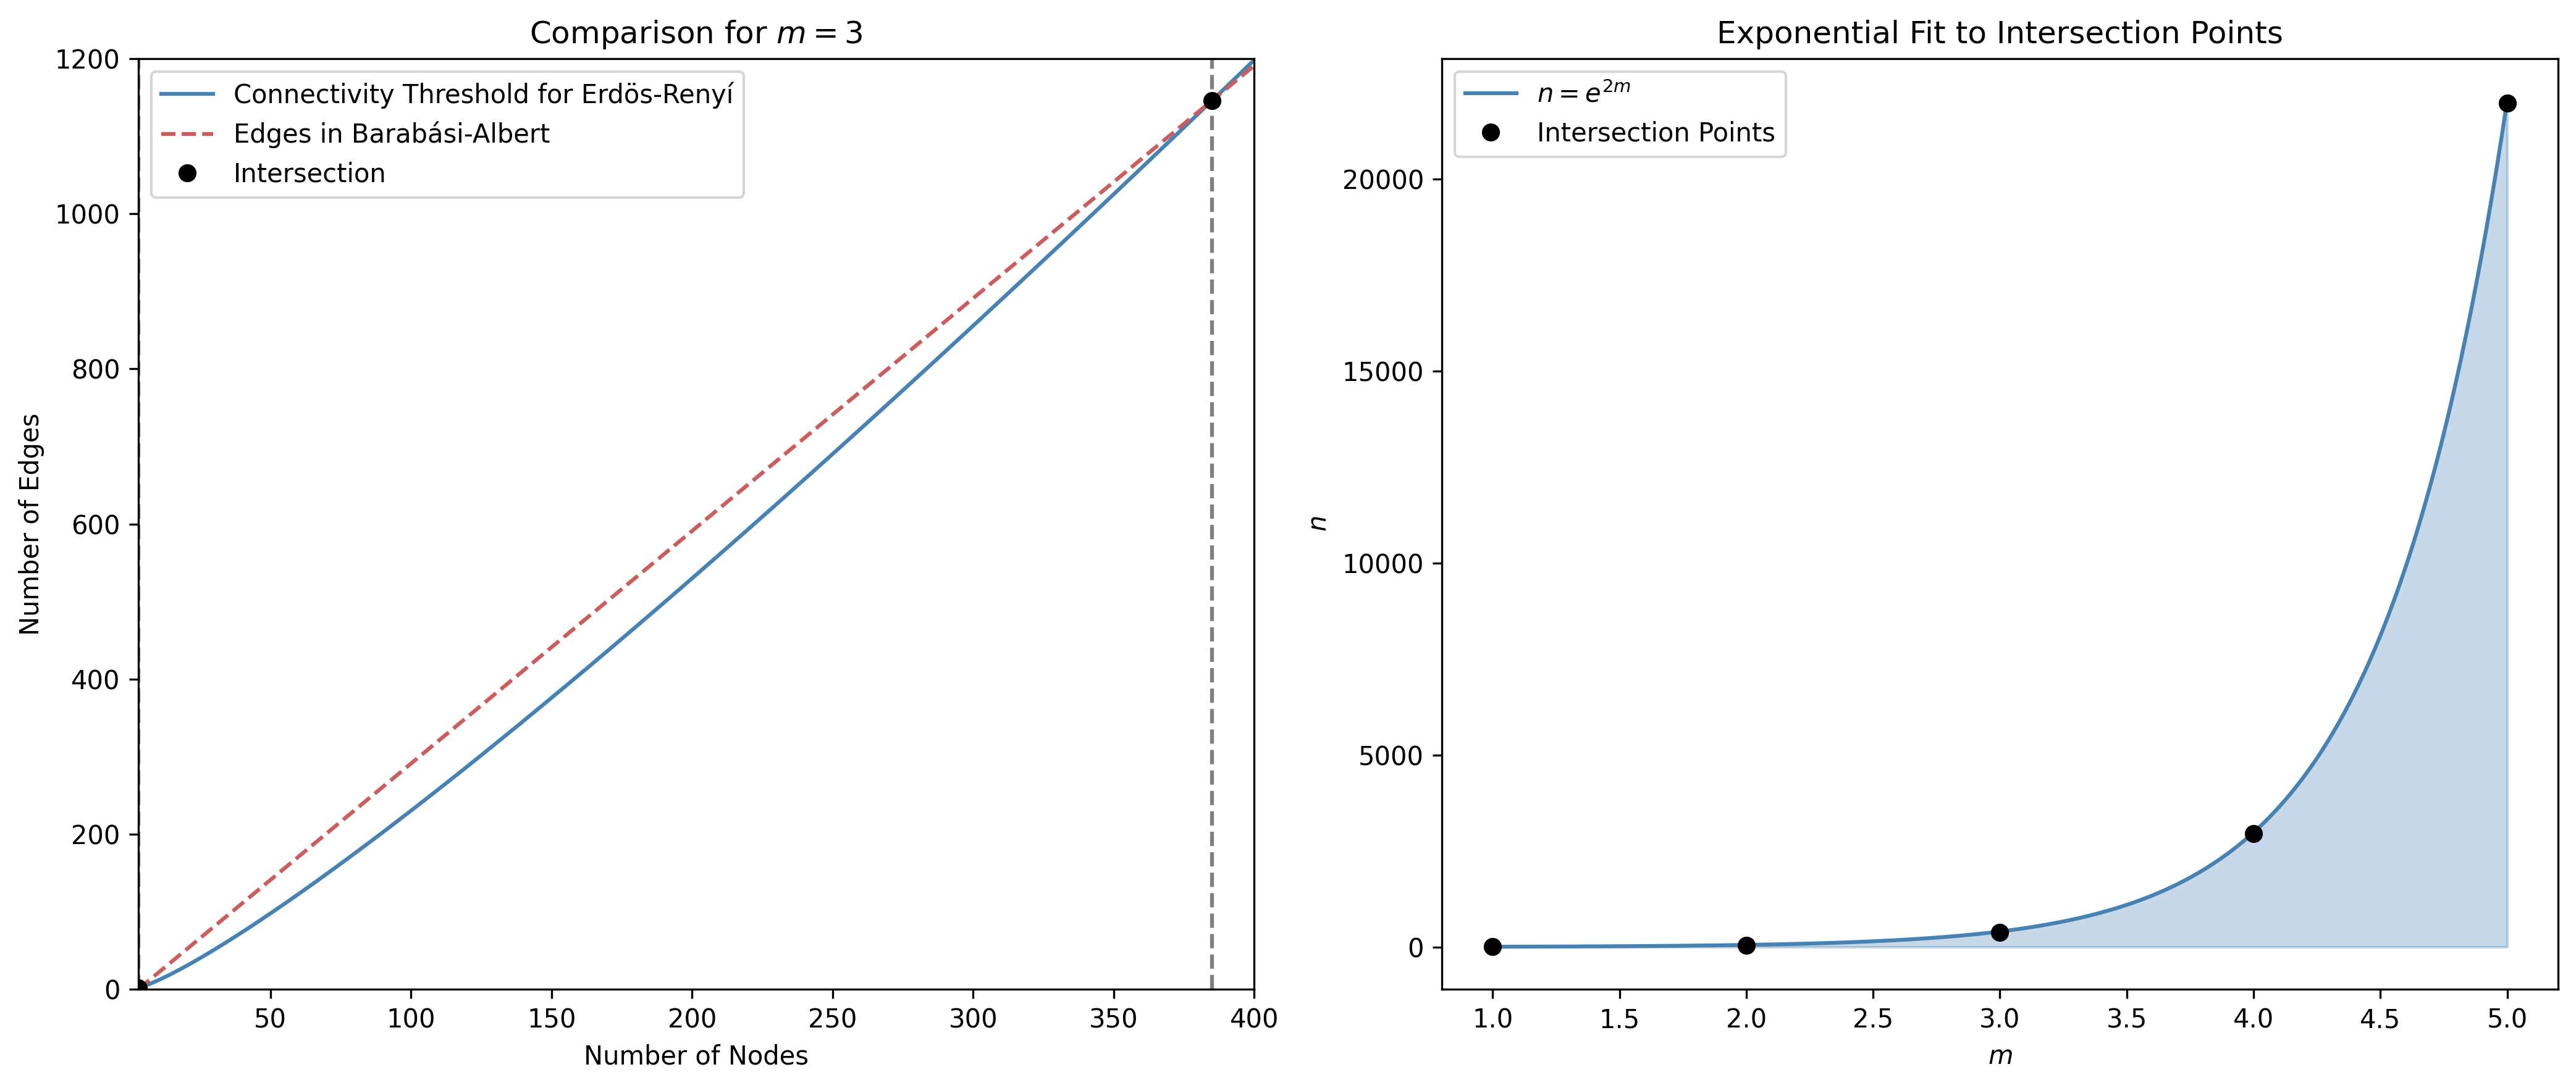 Comparison for m = 3
Connectivity Threshold for Erdös-Renyí
Edges in Barabási-Albert
Intersection
Number of Edges
0
200
400
600
800
1000
1200
50
100
150
200
250
300
350
400
Number of Nodes
Exponential Fit to Intersection Points
n = e^{2m}
Intersection Points
n
0
5000
10000
15000
20000
1.0
1.5
2.0
2.5
3.0
3.5
4.0
4.5
5.0
m